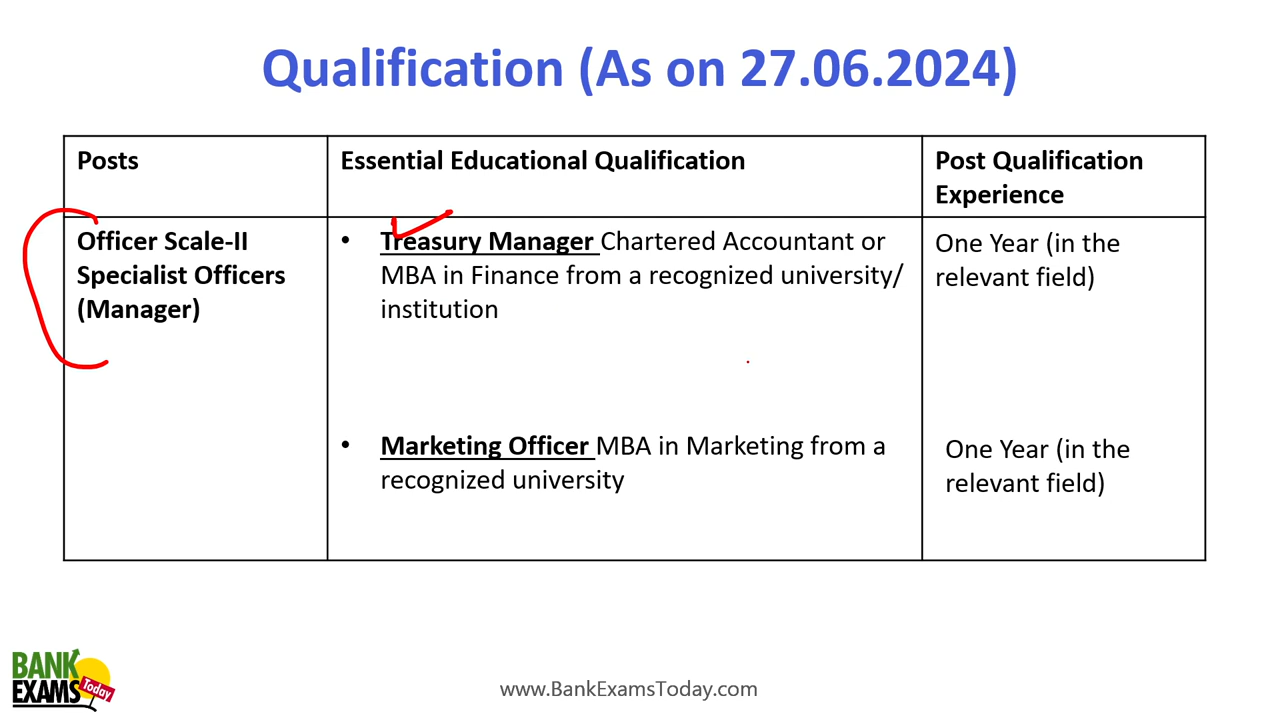 Qualification (As on 27.06.2024)
Posts
Essential Educational Qualification
Post Qualification
Experience
Officer Scale-II
Specialist Officers
(Manager)
• Treasury Manager Chartered Accountant or
MBA in Finance from a recognized university/
institution
One Year (in the
relevant field)
• Marketing Officer MBA in Marketing from a
recognized university
One Year (in the
relevant field)
BANK
EXAMS
Today
www.BankExamsToday.com